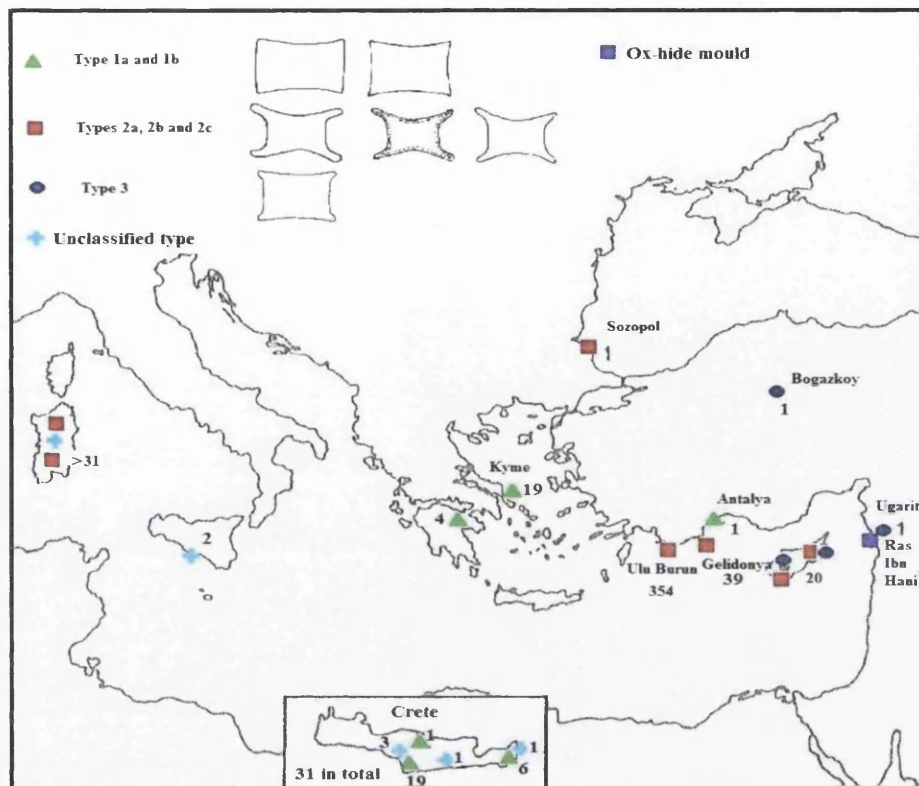 Type 1a and 1b
Ox-hide mould
Types 2a, 2b and 2c
Type 3
Unclassified type
Sozopol
1
Bogazkoy
1
>31
Kyme
19
4
2
Antalya
1
Ugarit
1
Ras
Ibn
Hani
Ulu Burun
354
Gelidonya
39
20
Crete
1
3
1
1
19
6
31 in total